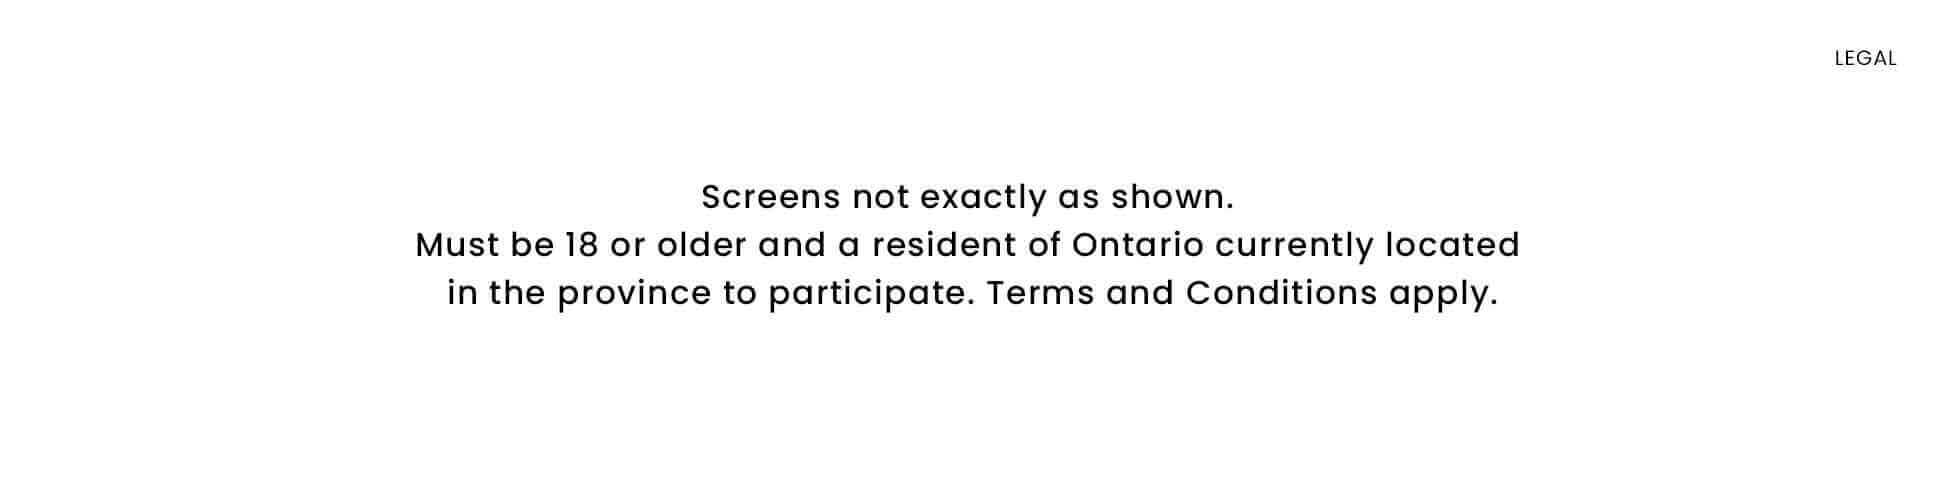 LEGAL
Screens not exactly as shown.
Must be 18 or older and a resident of Ontario currently located
in the province to participate. Terms and Conditions apply.